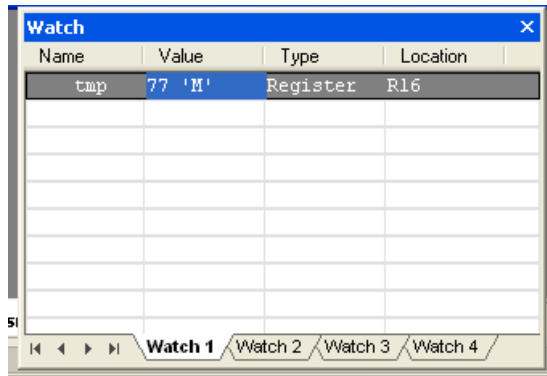 Watch
Name Value Type Location
tmp 77 'M' Register R16
Watch 1 Watch 2 Watch 3 Watch 4